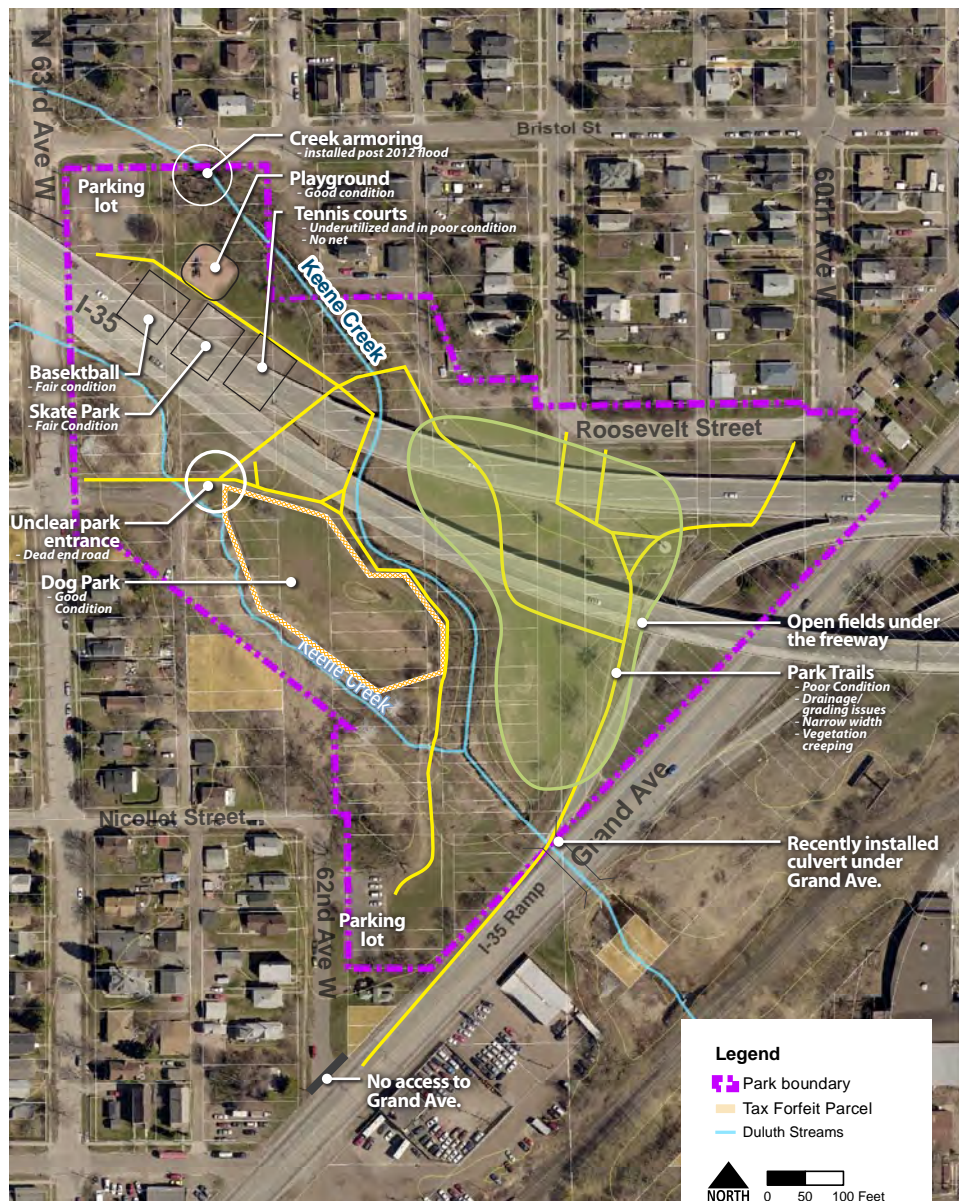 N 63rd Ave W
Bristol St
60th Ave W
Creek armoring
- installed post 2012 flood
Playground
- Good condition
Parking
lot
Tennis courts
- Underutilized and in poor condition
- No net
Keene Creek
I-35
Basektball
- Fair condition
Skate Park
- Fair Condition
Roosevelt Street
Unclear park
entrance
- Dead end road
Dog Park
- Good
Condition
Keene Creek
Open fields under
the freeway
Park Trails
- Poor Condition
- Drainage/
grading issues
- Narrow width
- Vegetation
creeping
Nicollet Street
Grand Ave
Recently installed
culvert under
Grand Ave.
62nd Ave W
I-35 Ramp
Parking
lot
No access to
Grand Ave.
Legend
Park boundary
Tax Forfeit Parcel
Duluth Streams
NORTH
0 50 100 Feet